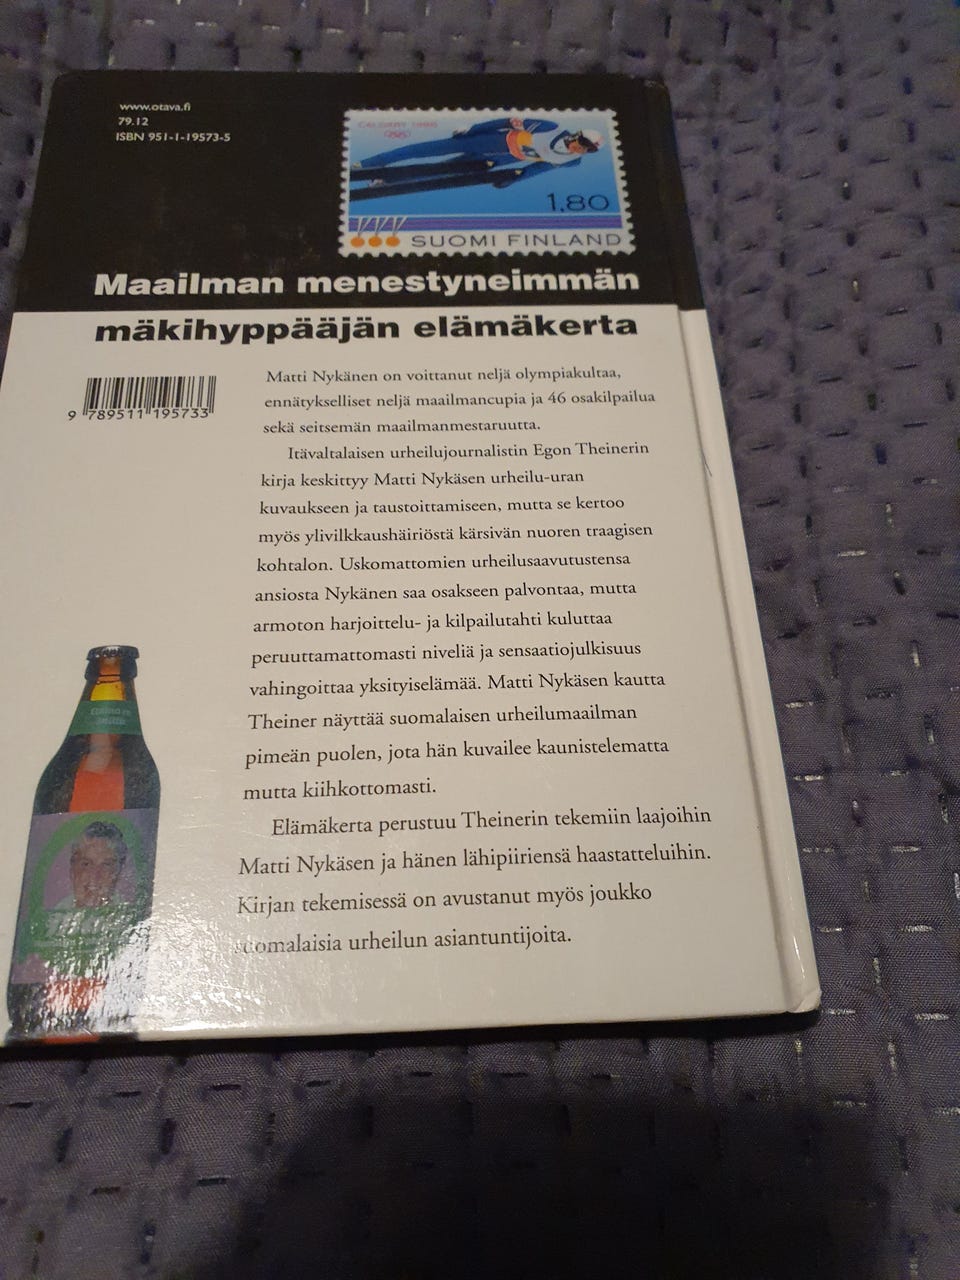 www.otava.fi
79.12
ISBN 951-1-19573-5
CALGARY 1988
1,80
SUOMI FINLAND
Maailman menestyneimmän
mäkihyppääjän elämäkerta
9 789511 195733
Matti Nykänen on voittanut neljä olympiakultaa,
ennätykselliset neljä maailmancupia ja 46 osakilpailua
sekä seitsemän maailmanmestaruutta.
Itävaltalaisen urheilujournalistin Egon Theinerin
kirja keskittyy Matti Nykäsen urheilu-uran
kuvaukseen ja taustoittamiseen, mutta se kertoo
myös ylivilkkaushäiriöstä kärsivän nuoren traagisen
kohtalon. Uskomattomien urheilusaavutustensa
ansiosta Nykänen saa osakseen palvontaa, mutta
armoton harjoittelu- ja kilpailutahti kuluttaa
peruuttamattomasti niveliä ja sensaatiojulkisuus
vahingoittaa yksityiselämää. Matti Nykäsen kautta
Theiner näyttää suomalaisen urheilumaailman
pimeän puolen, jota hän kuvailee kaunistelematta
mutta kiihkottomasti.
Elämäkerta perustuu Theinerin tekemiin laajoihin
Matti Nykäsen ja hänen lähipiiriensä haastatteluihin.
Kirjan tekemisessä on avustanut myös joukko
suomalaisia urheilun asiantuntijoita.